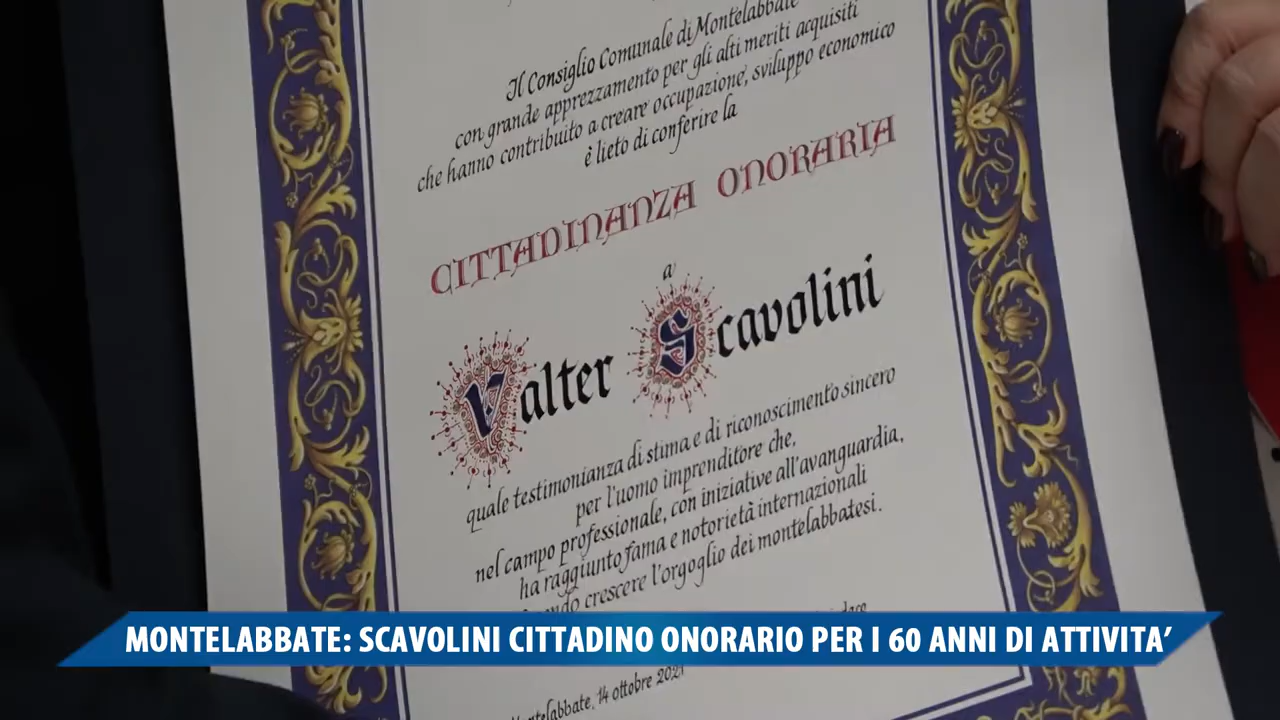 Il Consiglio Comunale di Montelabbate
con grande apprezzamento per gli alti meriti acquisiti
che hanno contribuito a creare occupazione, sviluppo economico
è lieto di conferire la
CITTADINANZA ONORARIA
a
Valter Scavolini
quale testimonianza di stima e di riconoscimento sincero
per l'uomo imprenditore che,
nel campo professionale, con iniziative all'avanguardia,
ha raggiunto fama e notorietà internazionali
crescere l'orgoglio dei montelabbatesi.
MONTELABBATE: SCAVOLINI CITTADINO ONORARIO PER I 60 ANNI DI ATTIVITA'
14 ottobre 2021